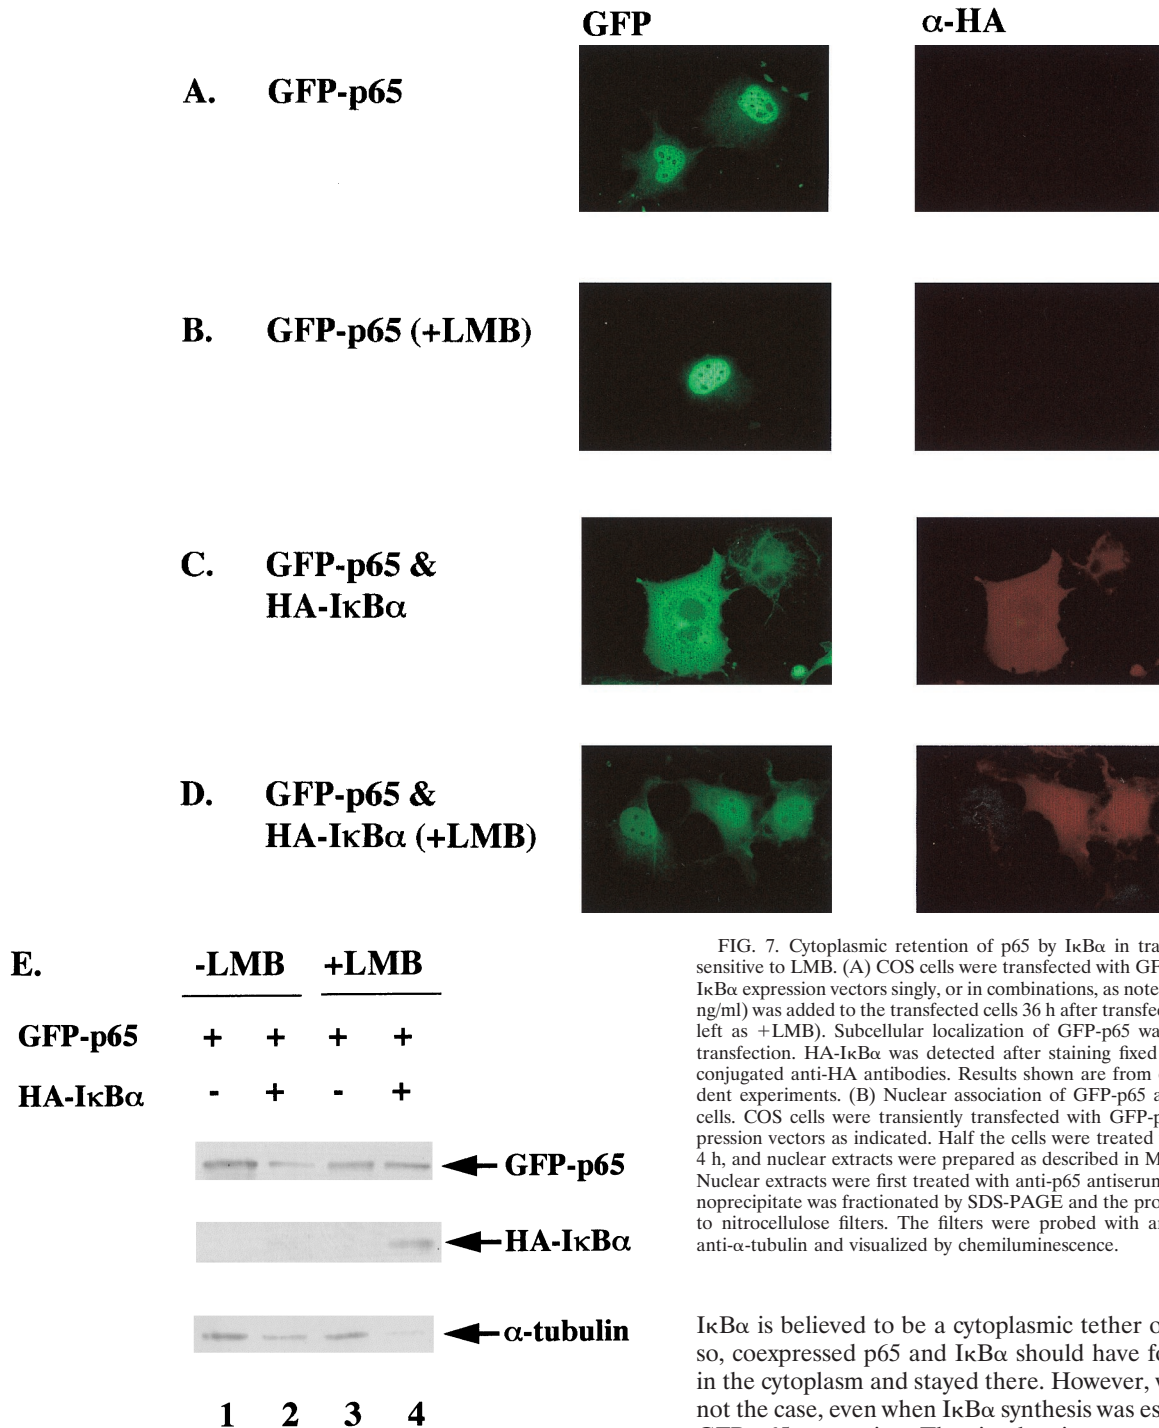 GFP α-HA
A. GFP-p65
B. GFP-p65 (+LMB)
C. GFP-p65 &
HA-IκBα
D. GFP-p65 &
HA-IκBα (+LMB)
E. -LMB +LMB
GFP-p65 + + + +
HA-IκBα - + - +
GFP-p65
HA-IκBα
α-tubulin
1 2 3 4
FIG. 7. Cytoplasmic retention of p65 by IκBα in tra
sensitive to LMB. (A) COS cells were transfected with GF
IκBα expression vectors singly, or in combinations, as note
ng/ml) was added to the transfected cells 36 h after transfec
left as +LMB). Subcellular localization of GFP-p65 wa
transfection. HA-IκBα was detected after staining fixed
conjugated anti-HA antibodies. Results shown are from
dent experiments. (B) Nuclear association of GFP-p65 a
cells. COS cells were transiently transfected with GFP-p
pression vectors as indicated. Half the cells were treated
4 h, and nuclear extracts were prepared as described in M
Nuclear extracts were first treated with anti-p65 antiserun
noprecipitate was fractionated by SDS-PAGE and the pro
to nitrocellulose filters. The filters were probed with an
anti-α-tubulin and visualized by chemiluminescence.
IκBα is believed to be a cytoplasmic tether o
so, coexpressed p65 and IκBα should have fo
in the cytoplasm and stayed there. However, v
not the case, even when IκBα synthesis was es